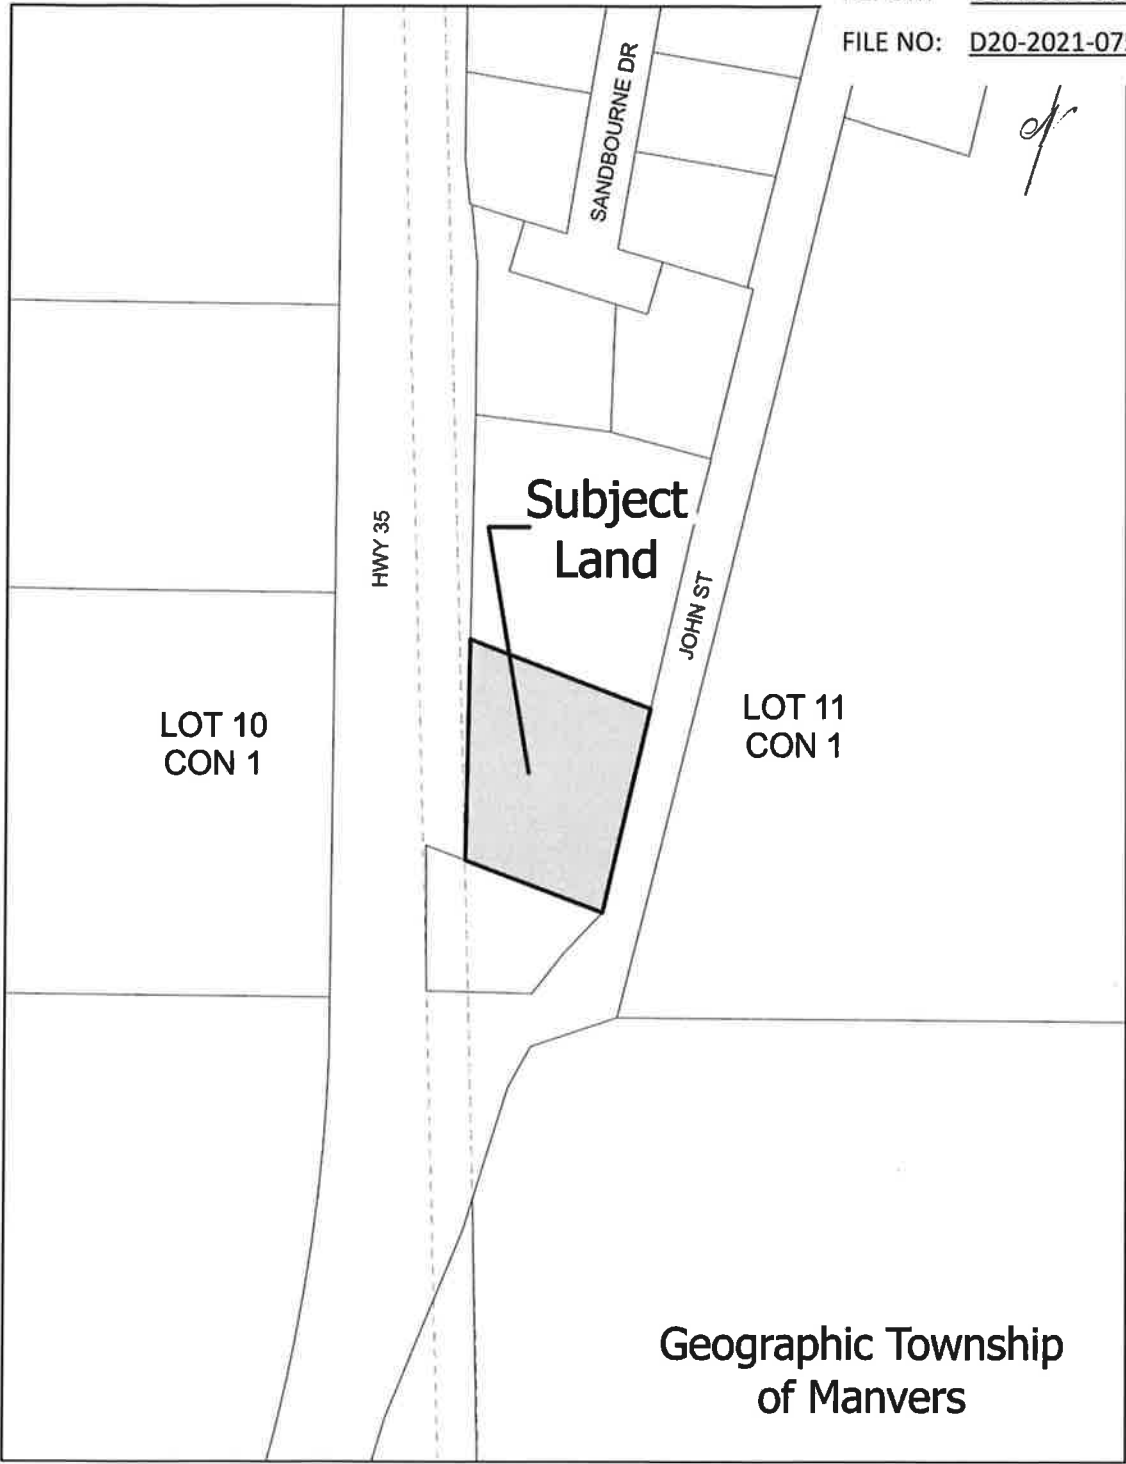 FILE NO: D20-2021-07
SANDBOURNE DR
Subject
Land
HWY 35
JOHN ST
LOT 10
CON 1
LOT 11
CON 1
Geographic Township
of Manvers